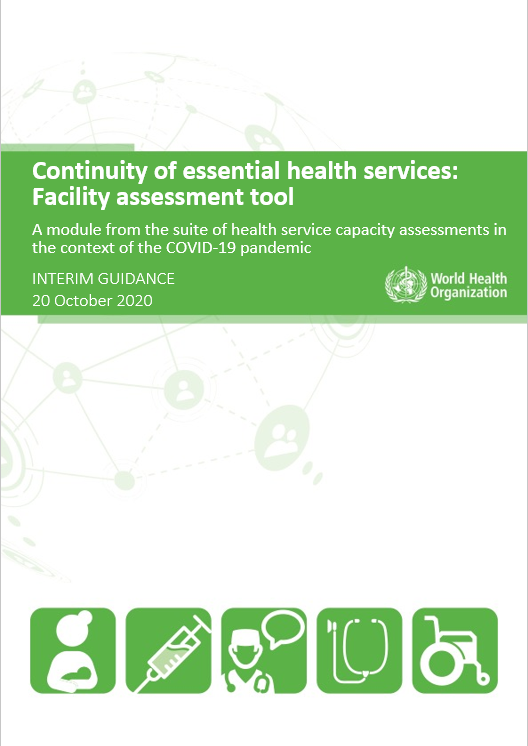 Continuity of essential health services:
Facility assessment tool
A module from the suite of health service capacity assessments in
the context of the COVID-19 pandemic
INTERIM GUIDANCE
20 October 2020
World Health
Organization